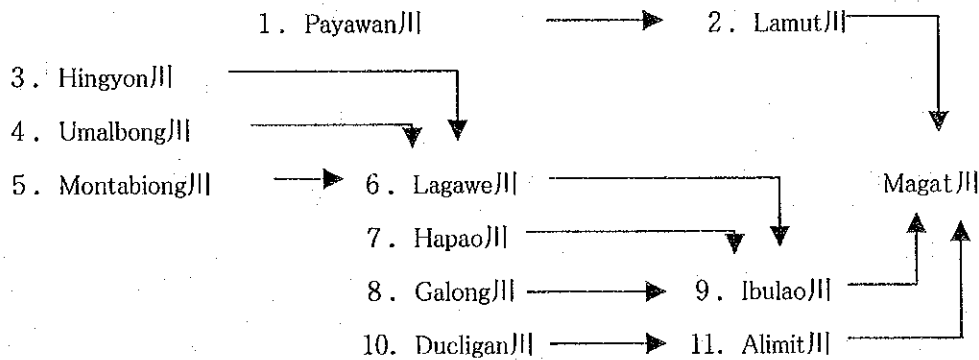 1. Payawan川 2. Lamut川
3. Hingyon川
4. Umalbong川
5. Montabiong川 6. Lagawe川 Magat川
7. Hapao川
8. Galong川 9. Ibulao川
10. Ducligan川 11. Alimit川